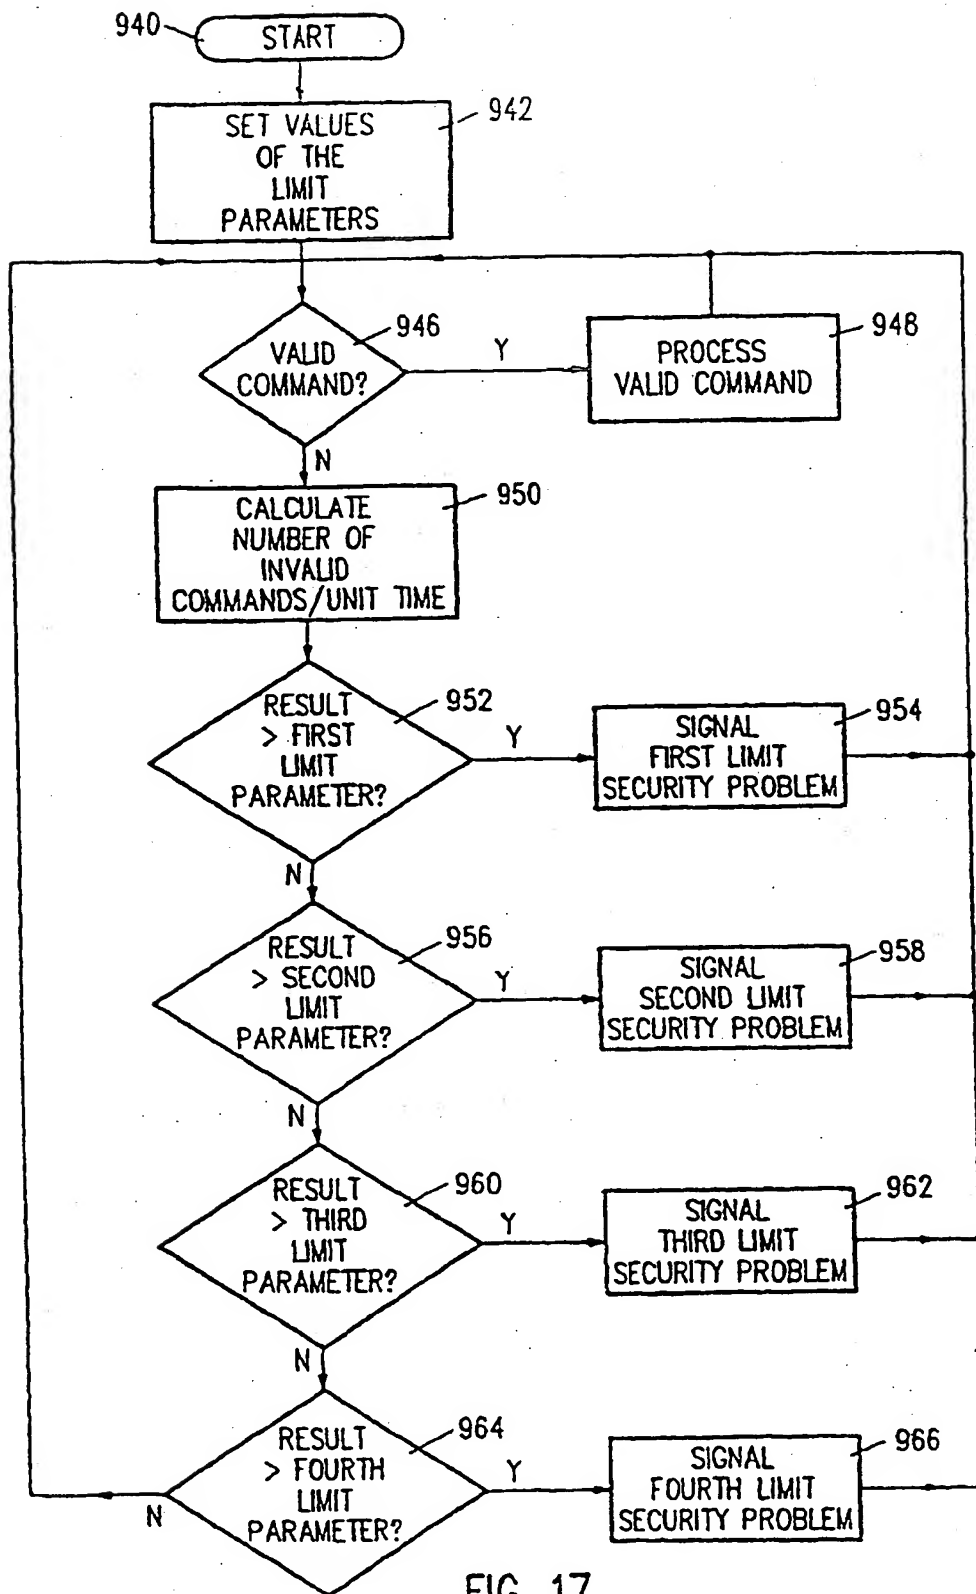 940
START
942
SET VALUES
OF THE
LIMIT
PARAMETERS
946
VALID
COMMAND?
Y
948
PROCESS
VALID COMMAND
N
950
CALCULATE
NUMBER OF
INVALID
COMMANDS/UNIT TIME
952
RESULT
> FIRST
LIMIT
PARAMETER?
Y
954
SIGNAL
FIRST LIMIT
SECURITY PROBLEM
N
956
RESULT
> SECOND
LIMIT
PARAMETER?
Y
958
SIGNAL
SECOND LIMIT
SECURITY PROBLEM
N
960
RESULT
> THIRD
LIMIT
PARAMETER?
Y
962
SIGNAL
THIRD LIMIT
SECURITY PROBLEM
N
964
RESULT
> FOURTH
LIMIT
PARAMETER?
Y
966
SIGNAL
FOURTH LIMIT
SECURITY PROBLEM
N
FIG. 17